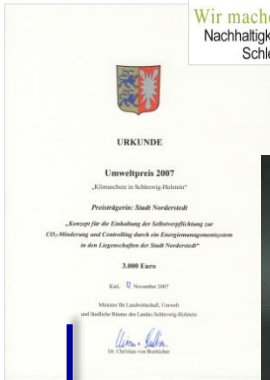 Wir mache
Nachhaltigk
Schle
URKUNDE
Umweltpreis 2007
„Klimaschutz in Schleswig-Holstein“
Preisträgerin: Stadt Norderstedt
„Konzept für die Einhaltung der Selbstverpflichtung zur
CO₂-Minderung und Controlling durch ein Energiemanagementsystem
in den Liegenschaften der Stadt Norderstedt“
3.000 Euro
Kiel, 12 November 2007
Minister für Landwirtschaft, Umwelt
und ländliche Räume des Landes Schleswig-Holstein
Dr. Christian von Boetticher